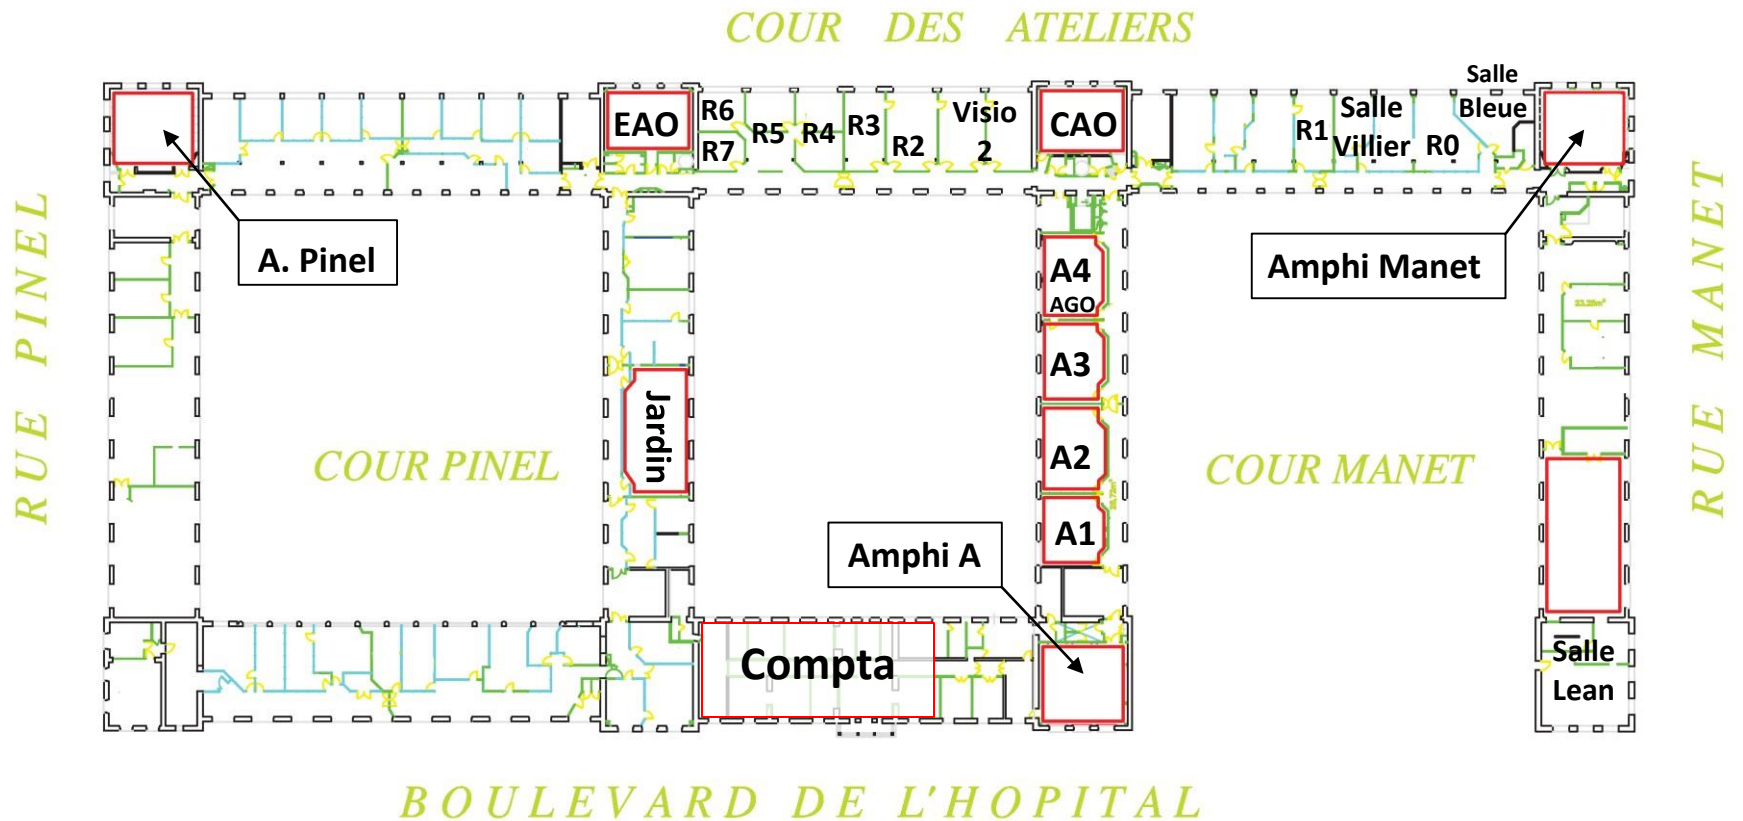 COUR DES ATELIERS
Salle
Bleue
R6
R7
EAO
R5
R4
R3
R2
Visio
2
CAO
R1
Salle
Villier
R0
A. Pinel
Amphi Manet
RUE PINEL
RUE MANET
A4
AGO
A3
A2
A1
Jardin
COUR PINEL
COUR MANET
Amphi A
Compta
Salle
Lean
BOULEVARD DE L'HOPITAL